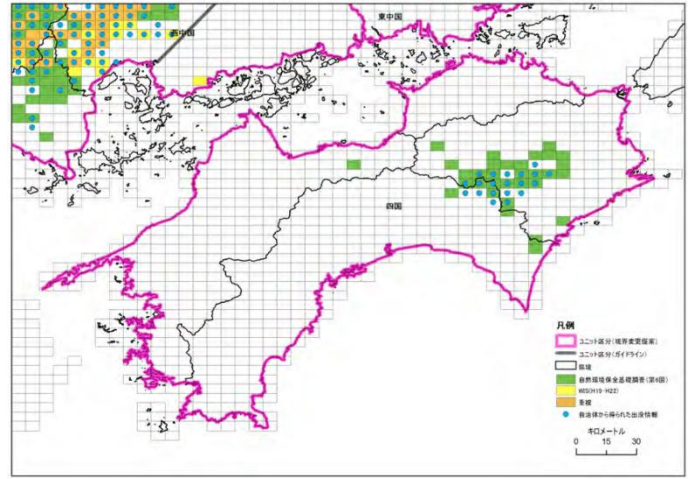 東中国
西中国
四国
凡例
ユニット区分(境界変更提案)
ユニット区分(ガイドライン)
県境
自然環境保全基礎調査(第6回)
WIS(H19-H22)
条線
自治体から得られた出没情報
キロメートル
0 15 30